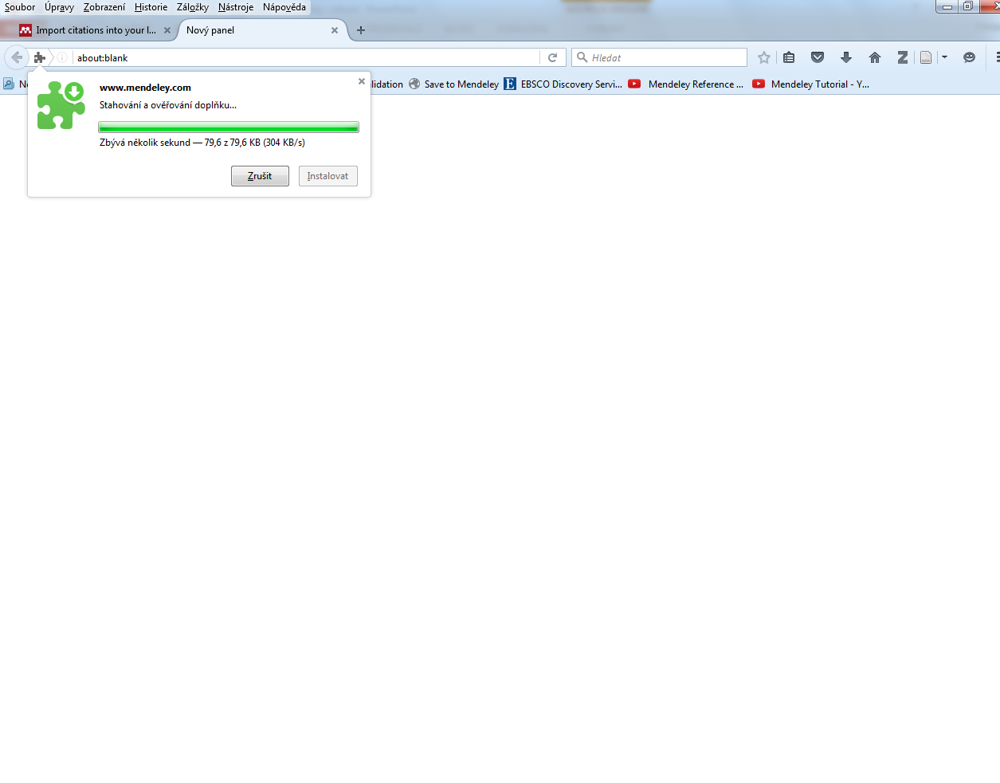 Soubor Úpravy Zobrazení Historie Záložky Nástroje Nápověda
Import citations into your l... Nový panel
about:blank Hledat
lidation Save to Mendeley EBSCO Discovery Servi... Mendeley Reference ... Mendeley Tutorial - Y...
www.mendeley.com
Stahování a ověřování doplňku...
Zbývá několik sekund — 79,6 z 79,6 KB (304 KB/s)
Zrušit Instalovat